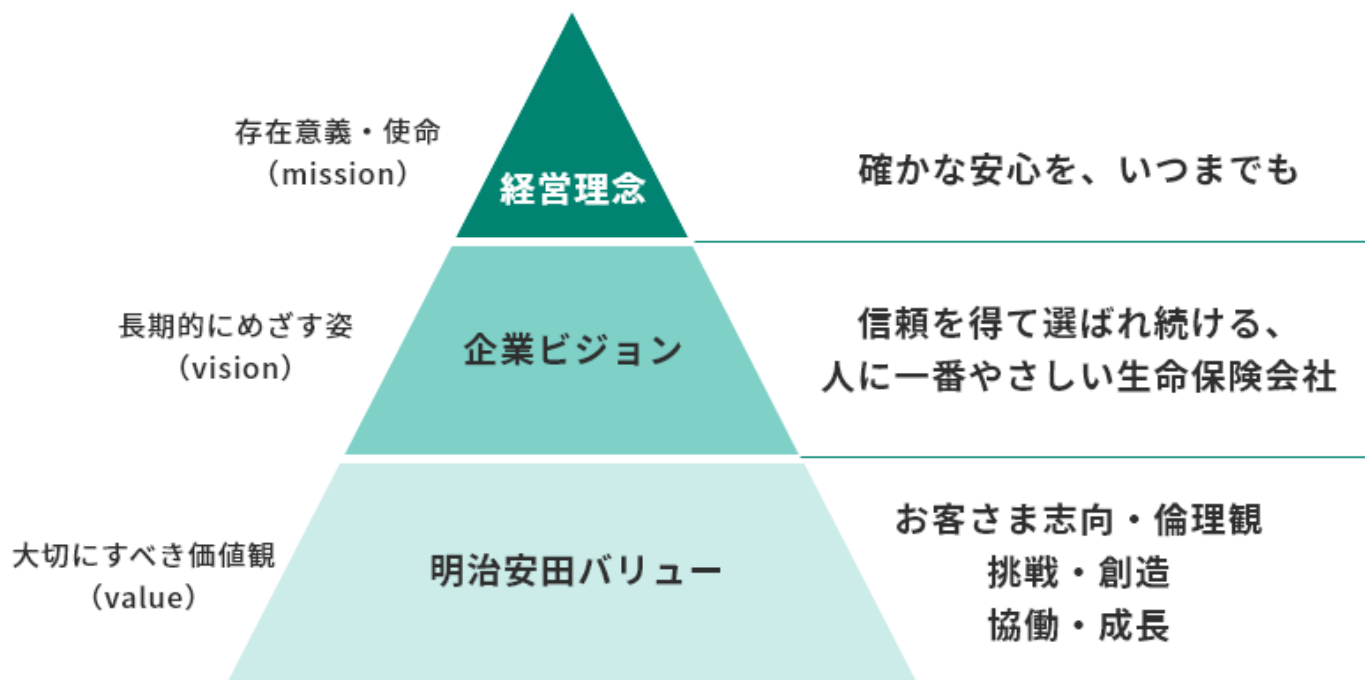 存在意義・使命
（mission）
経営理念
確かな安心を、いつまでも
長期的にめざす姿
（vision）
企業ビジョン
信頼を得て選ばれ続ける、
人に一番やさしい生命保険会社
大切にすべき価値観
（value）
明治安田バリュー
お客さま志向・倫理観
挑戦・創造
協働・成長